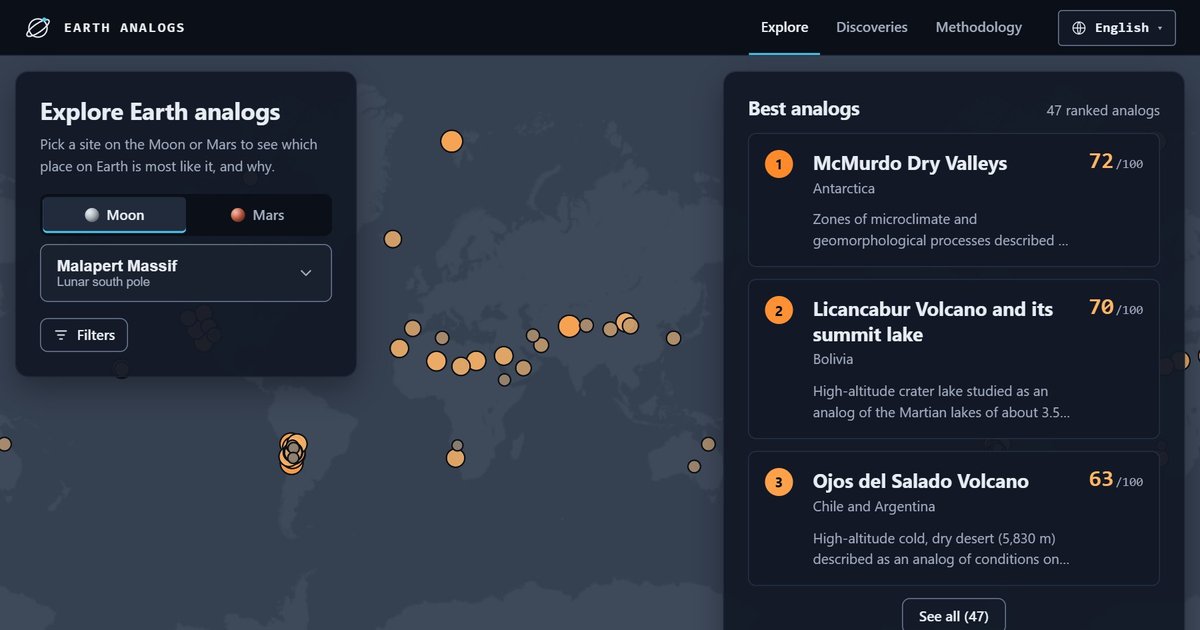 EARTH ANALOGS
Explore
Discoveries
Methodology
English
Explore Earth analogs
Pick a site on the Moon or Mars to see which
place on Earth is most like it, and why.
Moon
Mars
Malapert Massif
Lunar south pole
Filters
Best analogs
47 ranked analogs
1
McMurdo Dry Valleys
72/100
Antarctica
Zones of microclimate and
geomorphological processes described ...
2
Licancabur Volcano and its
summit lake
70/100
Bolivia
High-altitude crater lake studied as an
analog of the Martian lakes of about 3.5...
3
Ojos del Salado Volcano
63/100
Chile and Argentina
High-altitude cold, dry desert (5,830 m)
described as an analog of conditions on...
See all (47)